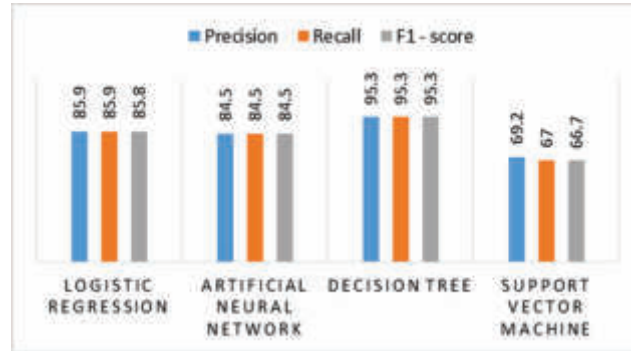 Precision Recall F1 - score
85.9 85.9 85.8 84.5 84.5 84.5 95.3 95.3 95.3 69.2 67 66.7
LOGISTIC REGRESSION
ARTIFICIAL NEURAL NETWORK
DECISION TREE
SUPPORT VECTOR MACHINE